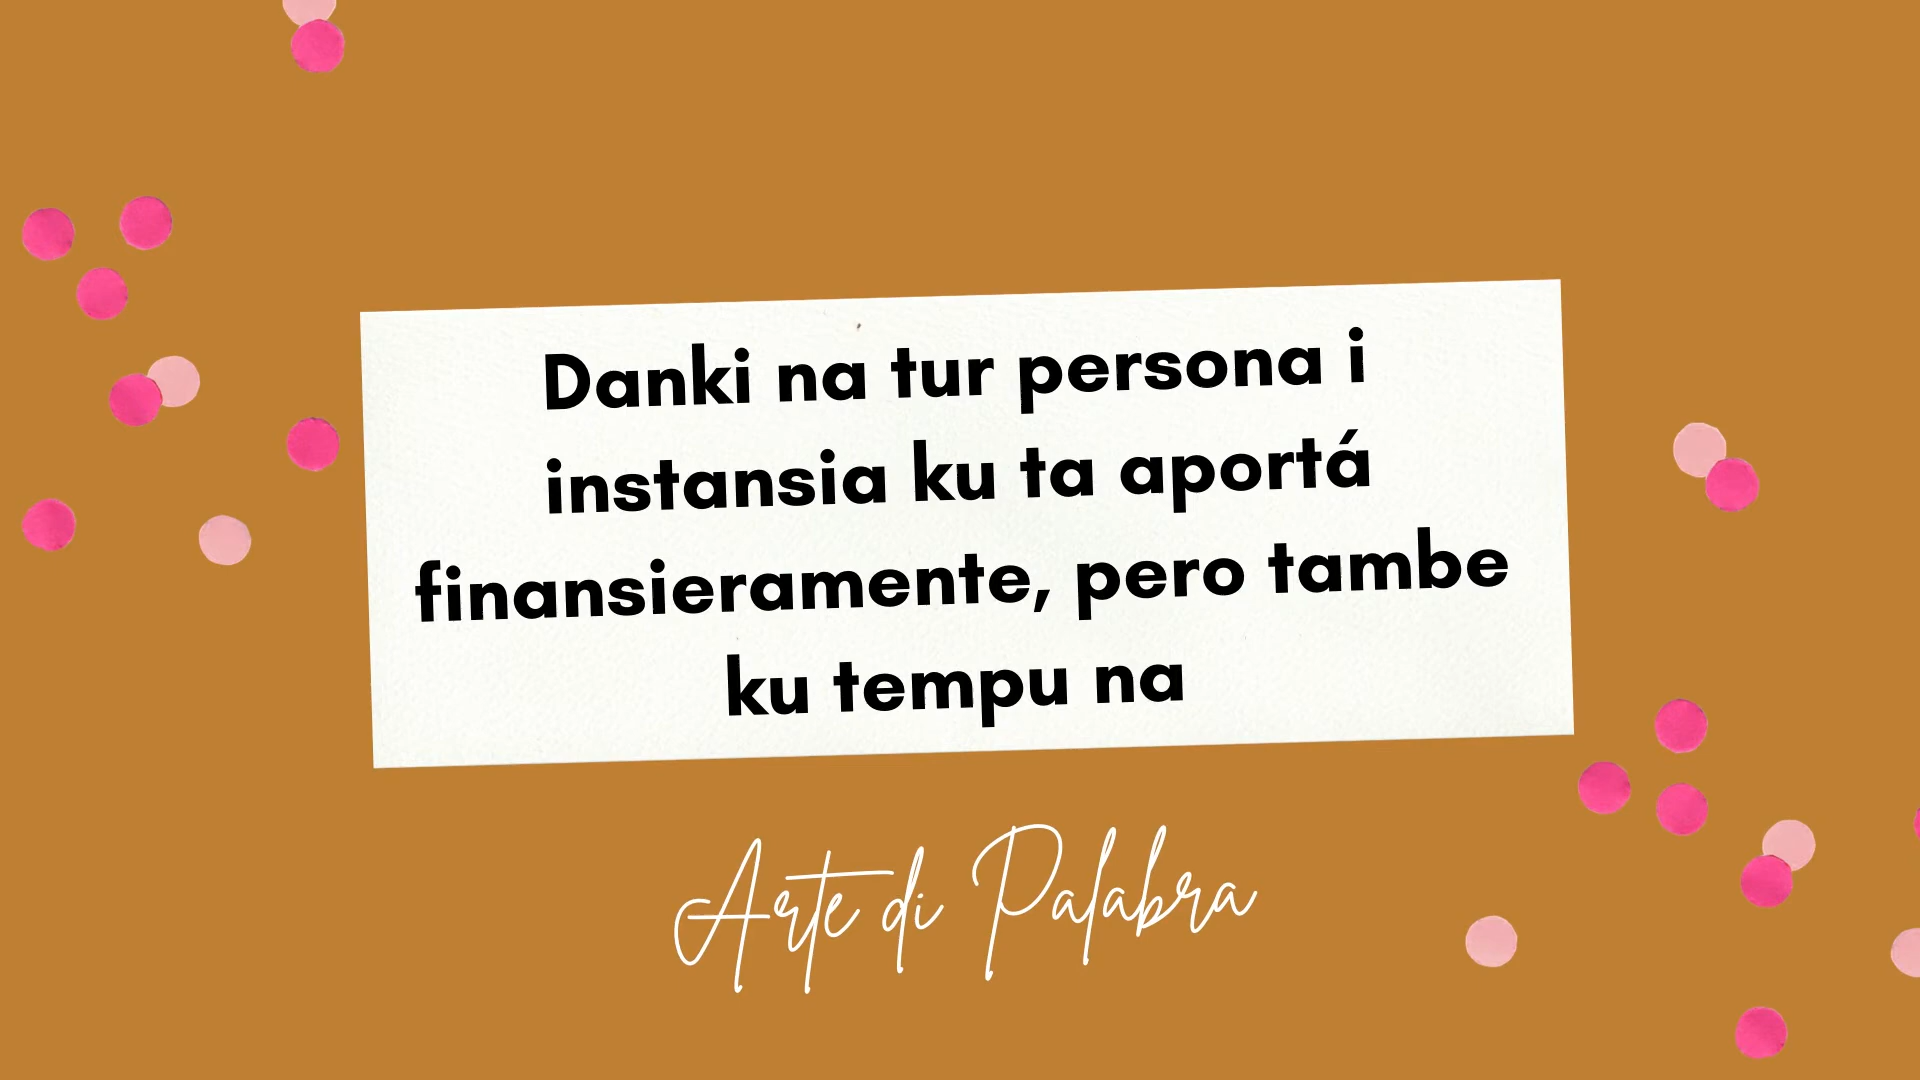 Danki na tur persona i
instansia ku ta aportá
finansieramente, pero tambe
ku tempu na
Arte di Palabra